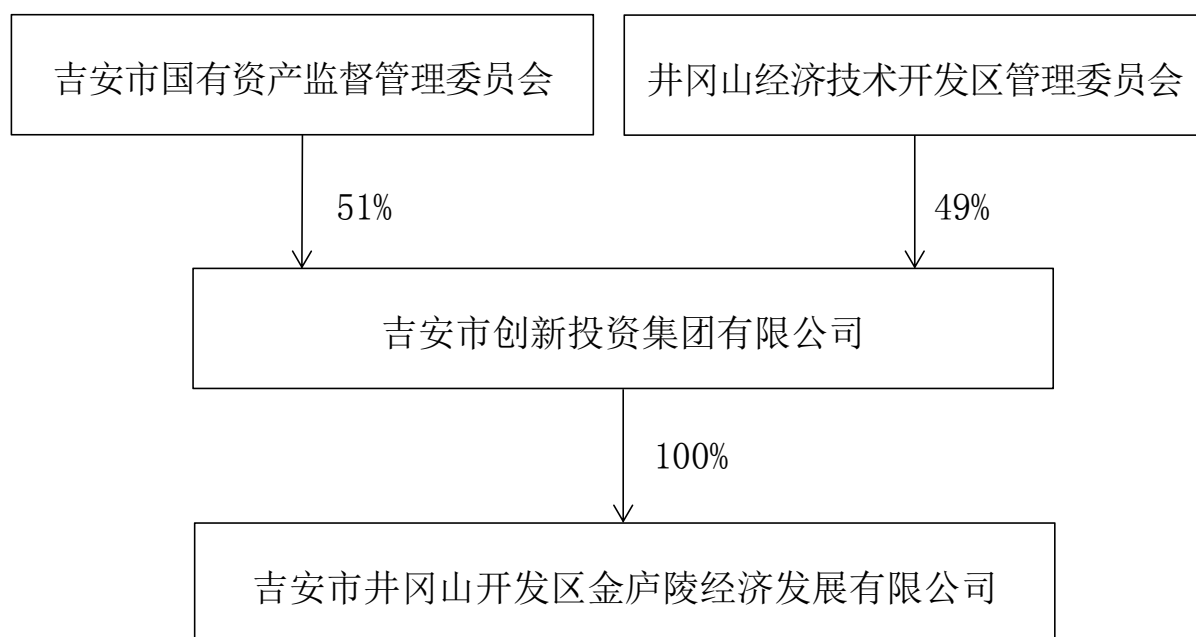 吉安市国有资产监督管理委员会
井冈山经济技术开发区管理委员会
51%
49%
吉安市创新投资集团有限公司
100%
吉安市井冈山开发区金庐陵经济发展有限公司